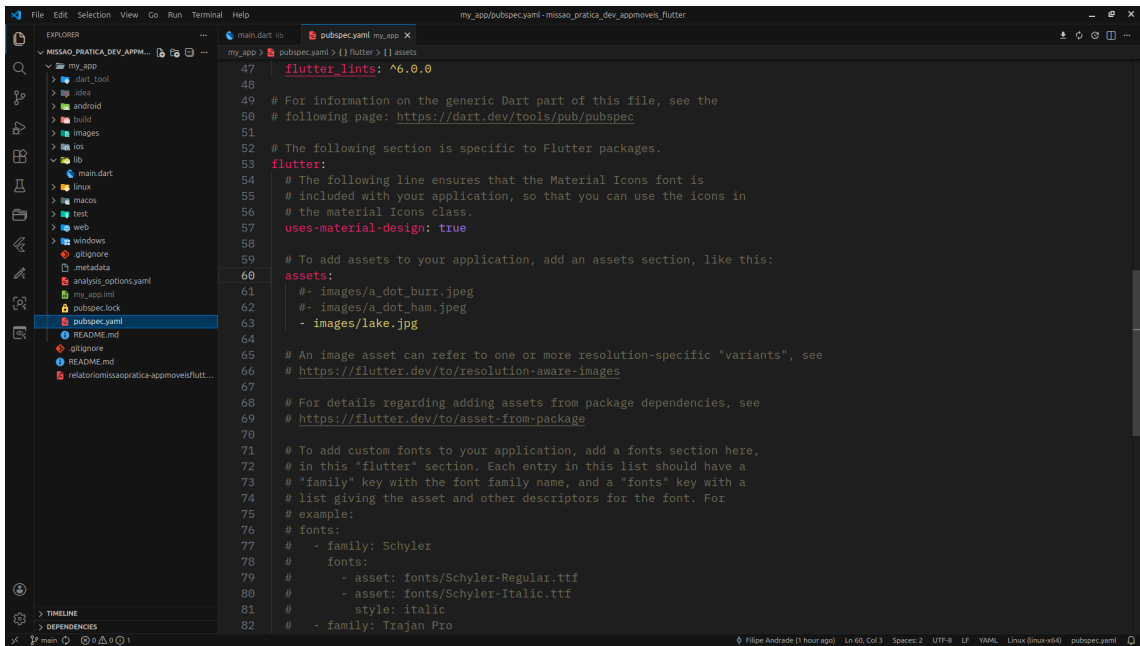 File Edit Selection View Go Run Terminal Help
my_app/pubspec.yaml - missao_pratica_dev_appmoveis_flutter
EXPLORER
main.dart lib
pubspec.yaml my_app
MISSAO_PRATICA_DEV_APPM...
my_app > pubspec.yaml > { } flutter > [ ] assets
my_app
.dart_tool
.idea
android
build
images
ios
lib
main.dart
linux
macos
test
web
windows
.gitignore
.metadata
analysis_options.yaml
my_app.iml
pubspec.lock
pubspec.yaml
README.md
.gitignore
README.md
relatoriomissaopratica-appmoveisflutt...
47 flutter_lints: ^6.0.0
48
49 # For information on the generic Dart part of this file, see the
50 # following page: https://dart.dev/tools/pub/pubspec
51
52 # The following section is specific to Flutter packages.
53 flutter:
54 # The following line ensures that the Material Icons font is
55 # included with your application, so that you can use the icons in
56 # the material Icons class.
57 uses-material-design: true
58
59 # To add assets to your application, add an assets section, like this:
60 assets:
61 #- images/a_dot_burr.jpeg
62 #- images/a_dot_ham.jpeg
63 - images/lake.jpg
64
65 # An image asset can refer to one or more resolution-specific "variants", see
66 # https://flutter.dev/to/resolution-aware-images
67
68 # For details regarding adding assets from package dependencies, see
69 # https://flutter.dev/to/asset-from-package
70
71 # To add custom fonts to your application, add a fonts section here,
72 # in this "flutter" section. Each entry in this list should have a
73 # "family" key with the font family name, and a "fonts" key with a
74 # list giving the asset and other descriptors for the font. For
75 # example:
76 # fonts:
77 # - family: Schyler
78 # fonts:
79 # - asset: fonts/Schyler-Regular.ttf
80 # - asset: fonts/Schyler-Italic.ttf
81 # style: italic
82 # - family: Trajan Pro
TIMELINE
DEPENDENCIES
main 0 0 1
Filipe Andrade (1 hour ago) Ln 60, Col 3 Spaces: 2 UTF-8 LF YAML Linux (linux-x64) pubspec.yaml